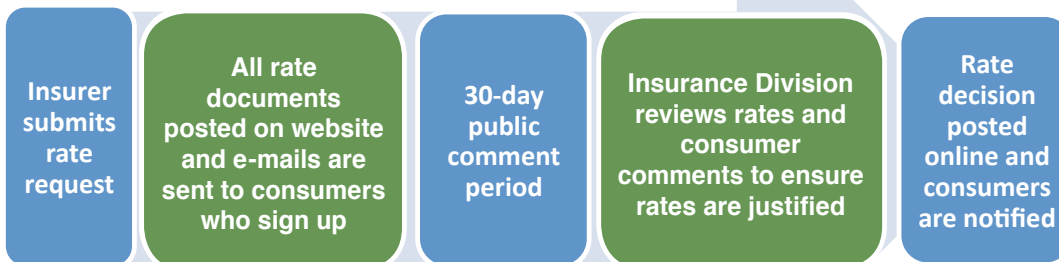 Insurer
submits
rate
request
All rate
documents
posted on website
and e-mails are
sent to consumers
who sign up
30-day
public
comment
period
Insurance Division
reviews rates and
consumer
comments to ensure
rates are justified
Rate
decision
posted
online and
consumers
are notified